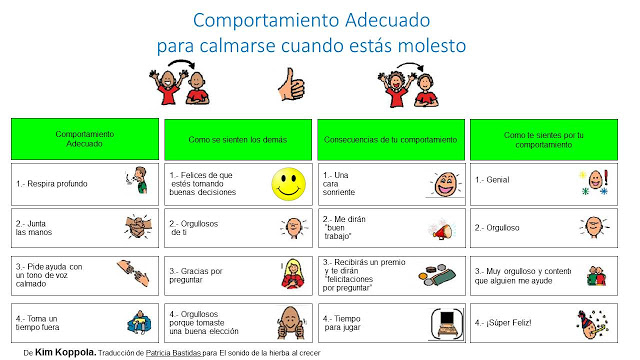 Comportamiento Adecuado
para calmarse cuando estás molesto
Comportamiento
Adecuado
Como se sienten los demás
Consecuencias de tu comportamiento
Como te sientes por tu
comportamiento
1.- Respira profundo
1.- Felices de que
estés tomando
buenas decisiones
1.- Una
cara
sonriente
1.- Genial
2.- Junta
las manos
2.- Orgullosos
de ti
2.- Me dirán
"buen
trabajo"
2.- Orgulloso
3.- Pide ayuda con
un tono de voz
calmado
3.- Gracias por
preguntar
3.- Recibirás un premio
y te dirán
"felicitaciones
por preguntar"
3.- Muy orgulloso y contento
que alguien me ayude
4.- Toma un
tiempo fuera
4.- Orgullosos
porque tomaste
una buena elección
4.- Tiempo
para jugar
4.- ¡Súper Feliz!
De Kim Koppola. Traducción de Patricia Bastidas para El sonido de la hierba al crecer